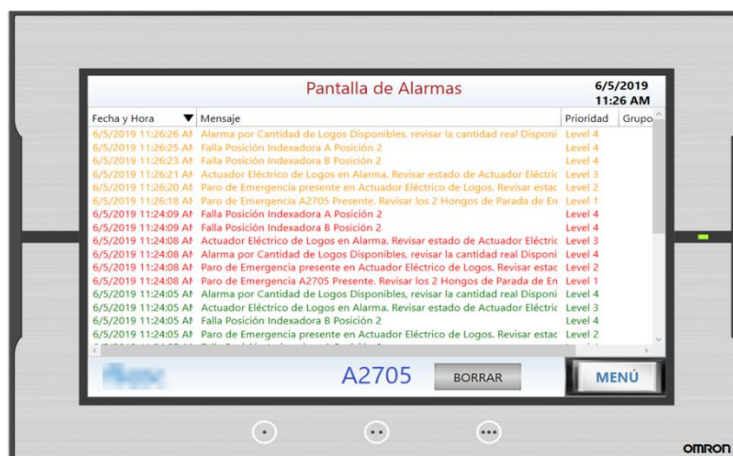 Pantalla de Alarmas
6/5/2019
11:26 AM
Fecha y Hora Mensaje Prioridad Grupo
6/5/2019 11:26:26 AM Alarma por Cantidad de Logos Disponibles, revisar la cantidad real Disponi Level 4
6/5/2019 11:26:25 AM Falla Posición Indexadora A Posición 2 Level 4
6/5/2019 11:26:23 AM Falla Posición Indexadora B Posición 2 Level 4
6/5/2019 11:26:21 AM Actuador Eléctrico de Logos en Alarma. Revisar estado de Actuador Eléctric Level 3
6/5/2019 11:26:20 AM Paro de Emergencia presente en Actuador Eléctrico de Logos. Revisar estac Level 2
6/5/2019 11:26:18 AM Paro de Emergencia A2705 Presente. Revisar los 2 Hongos de Parada de En Level 1
6/5/2019 11:24:09 AM Falla Posición Indexadora A Posición 2 Level 4
6/5/2019 11:24:09 AM Falla Posición Indexadora B Posición 2 Level 4
6/5/2019 11:24:08 AM Actuador Eléctrico de Logos en Alarma. Revisar estado de Actuador Eléctric Level 3
6/5/2019 11:24:08 AM Alarma por Cantidad de Logos Disponibles, revisar la cantidad real Disponi Level 4
6/5/2019 11:24:08 AM Paro de Emergencia presente en Actuador Eléctrico de Logos. Revisar estac Level 2
6/5/2019 11:24:08 AM Paro de Emergencia A2705 Presente. Revisar los 2 Hongos de Parada de En Level 1
6/5/2019 11:24:05 AM Alarma por Cantidad de Logos Disponibles, revisar la cantidad real Disponi Level 4
6/5/2019 11:24:05 AM Actuador Eléctrico de Logos en Alarma. Revisar estado de Actuador Eléctric Level 3
6/5/2019 11:24:05 AM Falla Posición Indexadora B Posición 2 Level 4
6/5/2019 11:24:05 AM Paro de Emergencia presente en Actuador Eléctrico de Logos. Revisar estac Level 2
A2705 BORRAR MENÚ
OMRON